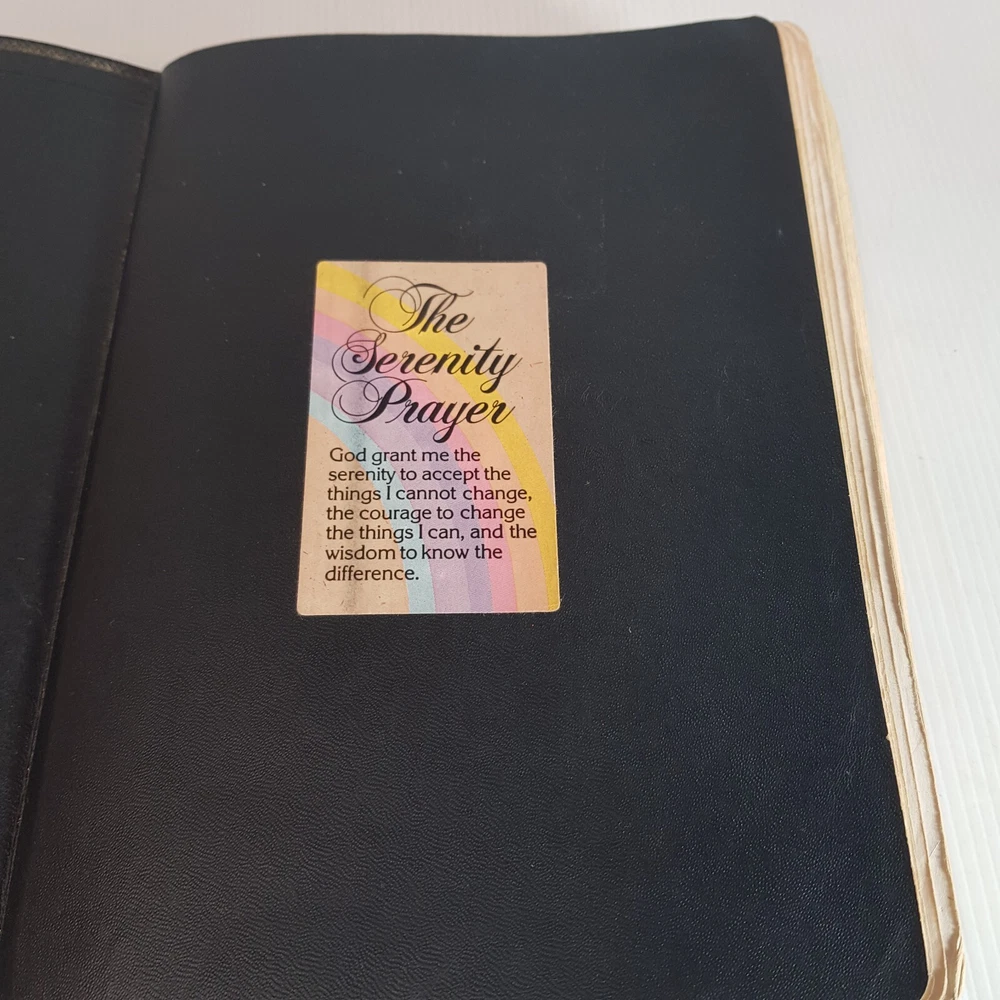 The
Serenity
Prayer
God grant me the
serenity to accept the
things I cannot change,
the courage to change
the things I can, and the
wisdom to know the
difference.